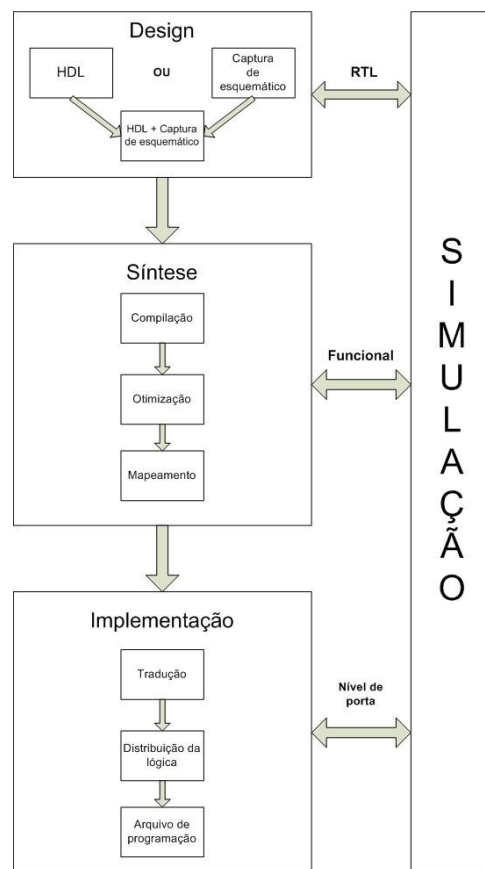 Design
HDL
OU
Captura
de
esquemático
HDL + Captura
de esquemático
RTL
Síntese
Compilação
Otimização
Mapeamento
Funcional
Implementação
Tradução
Distribuição da
lógica
Arquivo de
programação
Nível de
porta
S
I
M
U
L
A
Ç
Ã
O